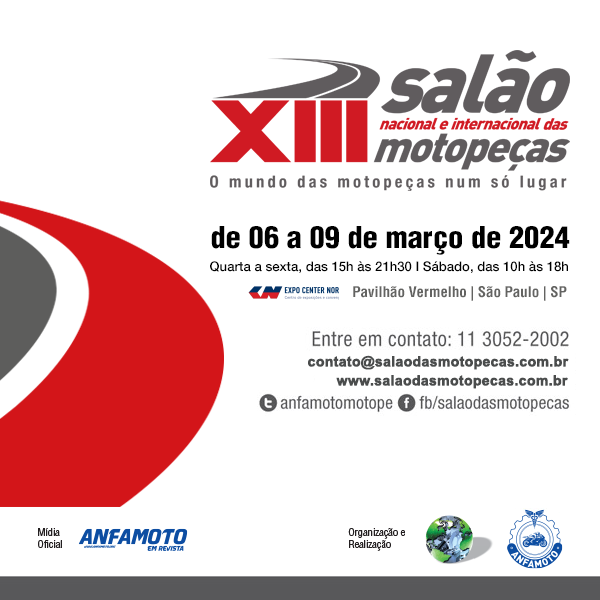 XIII salão
nacional e internacional das
motopeças
O mundo das motopeças num só lugar
de 06 a 09 de março de 2024
Quarta a sexta, das 15h às 21h30 I Sábado, das 10h às 18h
EXPO CENTER NOR
Pavilhão Vermelho | São Paulo | SP
Entre em contato: 11 3052-2002
contato@salaodasmotopecas.com.br
www.salaodasmotopecas.com.br
anfamotomotope fb/salaodasmotopecas
Mídia
Oficial
ANFAMOTO
EM REVISTA
Organização e
Realização
ANFAMOTO